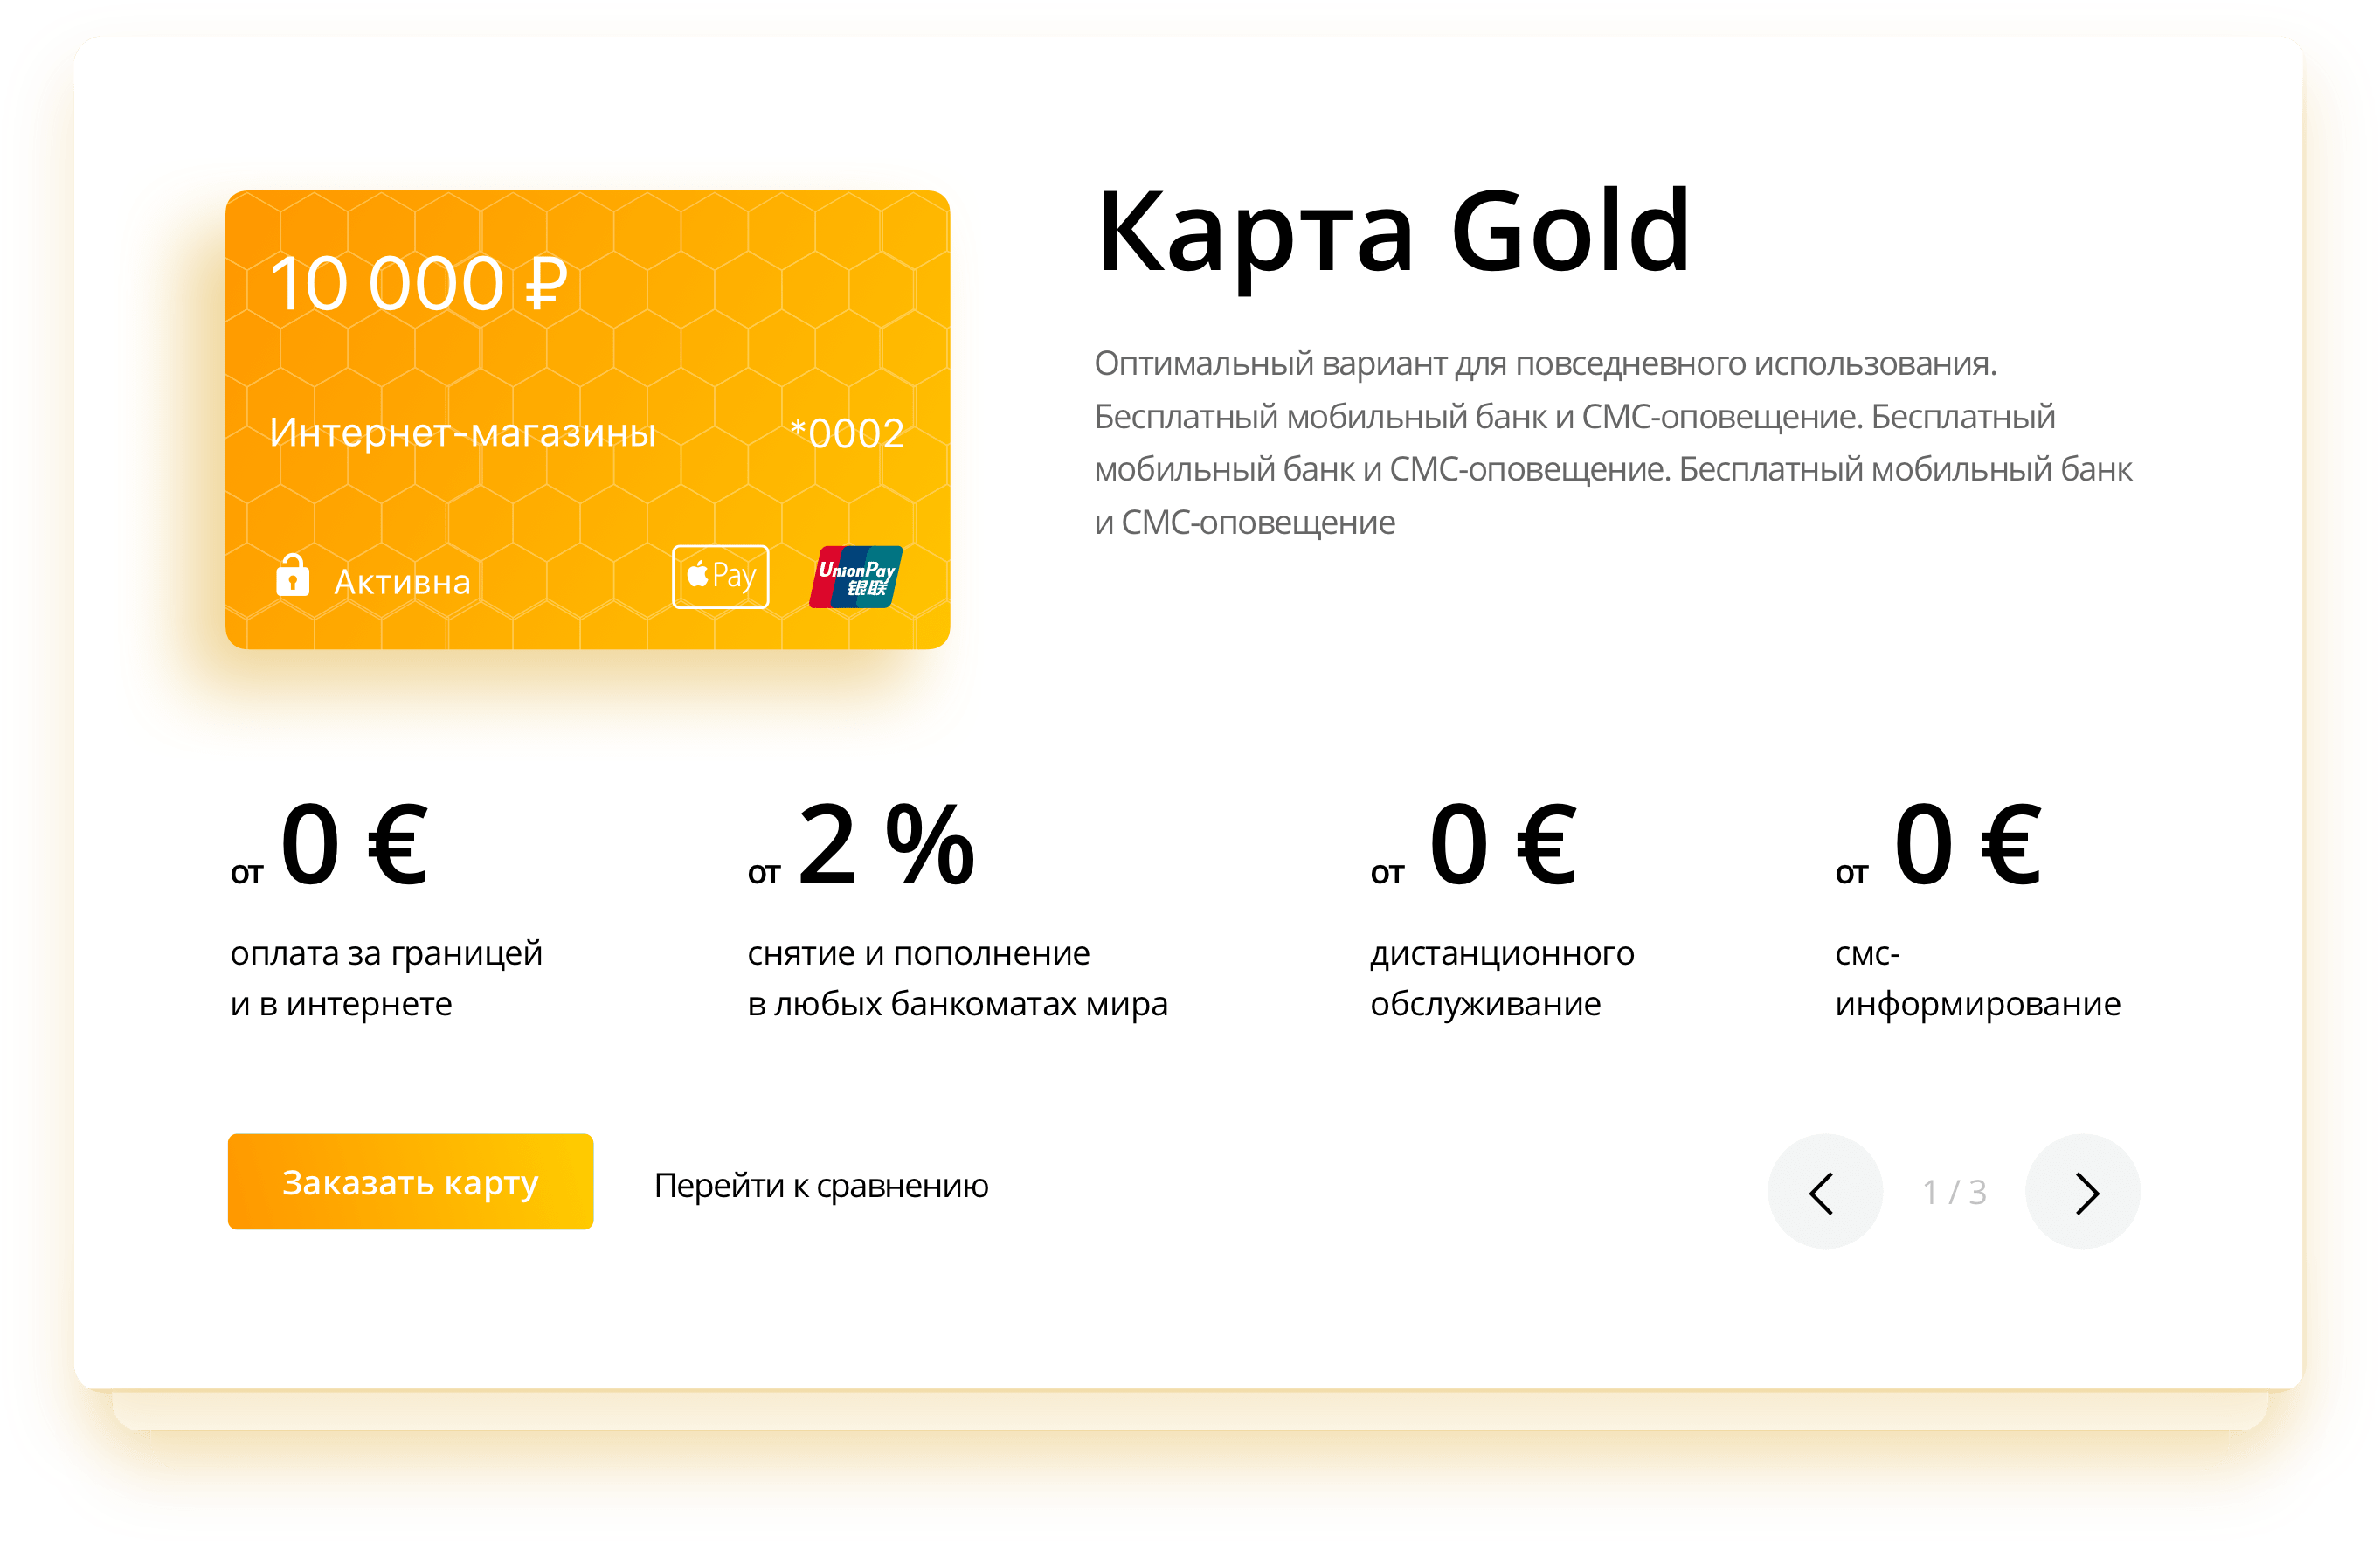 10 000 ₽
Интернет-магазины *0002
Активна
Pay
UnionPay
银联
Карта Gold
Оптимальный вариант для повседневного использования.
Бесплатный мобильный банк и СМС-оповещение. Бесплатный
мобильный банк и СМС-оповещение. Бесплатный мобильный банк
и СМС-оповещение
от 0 €
оплата за границей
и в интернете
от 2 %
снятие и пополнение
в любых банкоматах мира
от 0 €
дистанционного
обслуживание
от 0 €
смс-
информирование
Заказать карту
Перейти к сравнению
1 / 3